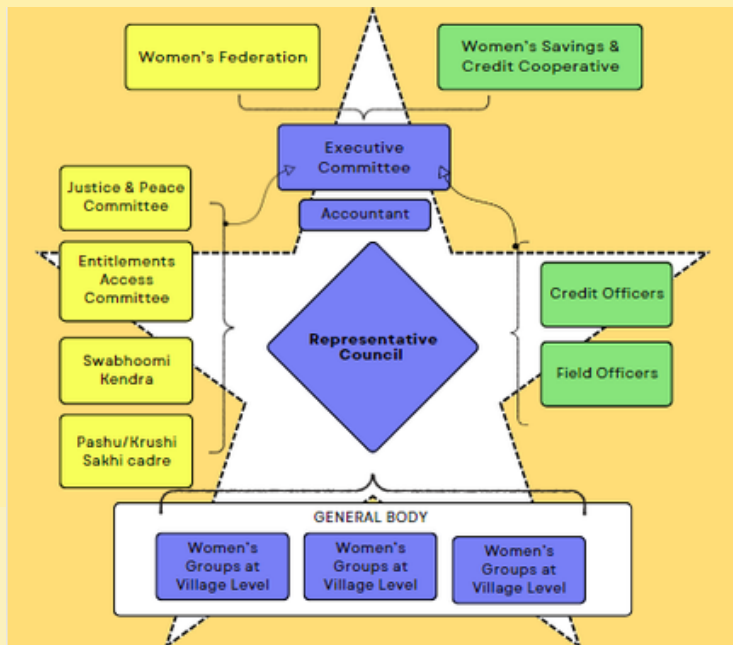 Women's Federation
Women's Savings &
Credit Cooperative
Executive
Committee
Accountant
Justice & Peace
Committee
Entitlements
Access
Committee
Swabhoomi
Kendra
Pashu/Krushi
Sakhi cadre
Representative
Council
Credit Officers
Field Officers
GENERAL BODY
Women's
Groups at
Village Level
Women's
Groups at
Village Level
Women's
Groups at
Village Level